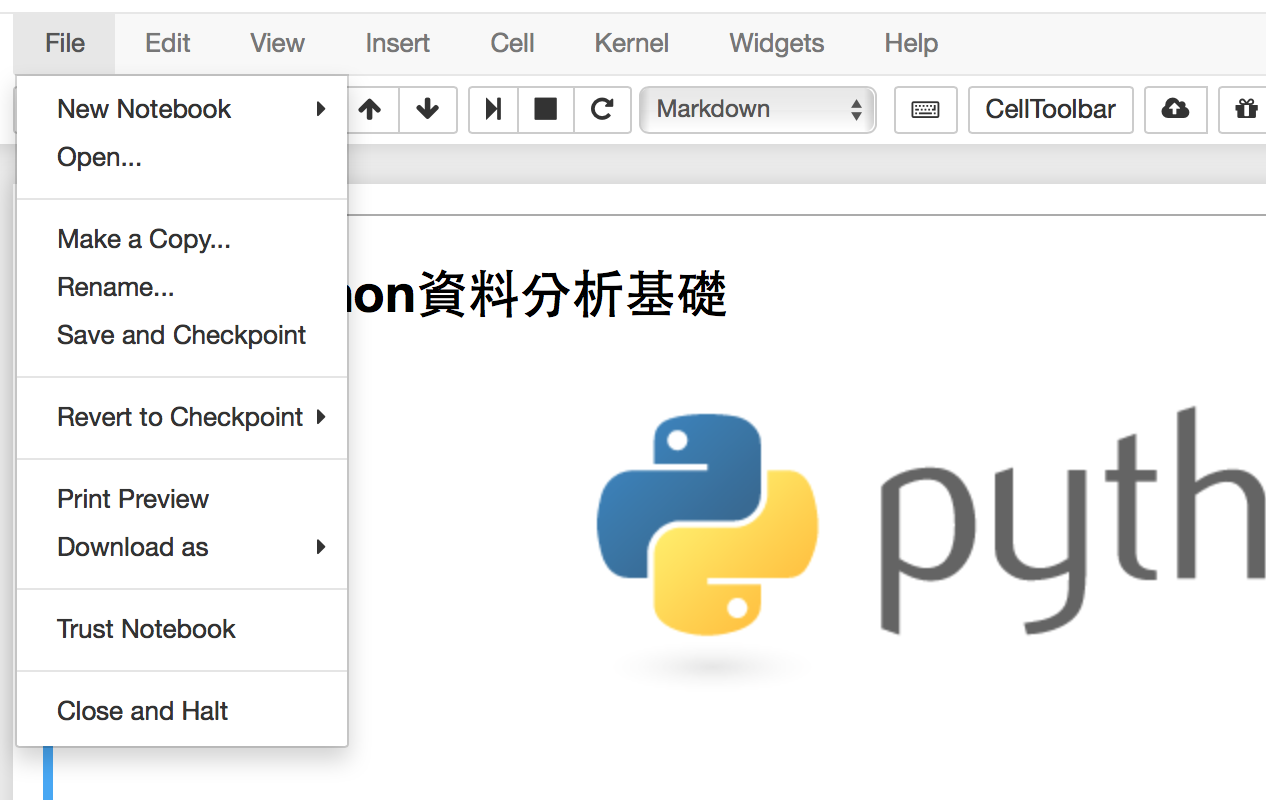 File Edit View Insert Cell Kernel Widgets Help
Markdown CellToolbar
New Notebook
Open...
Make a Copy...
Rename...
Save and Checkpoint
Revert to Checkpoint
Print Preview
Download as
Trust Notebook
Close and Halt
hon資料分析基礎
pyth